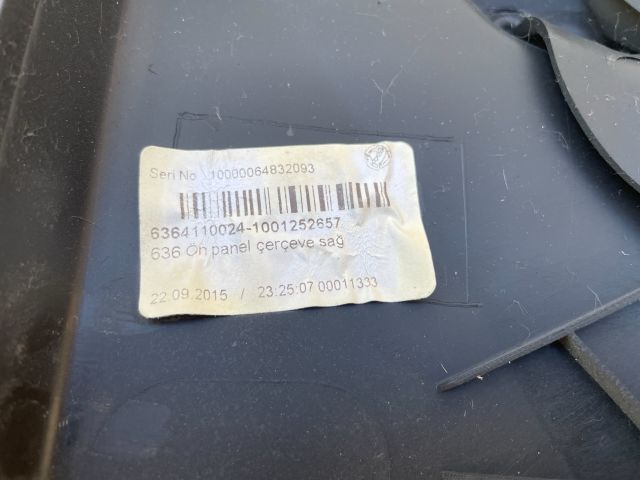 Seri No 10000064832093
6364110024-1001252657
636 Ön panel çerçeve sağ
22.09.2015 / 23:25:07 00011333